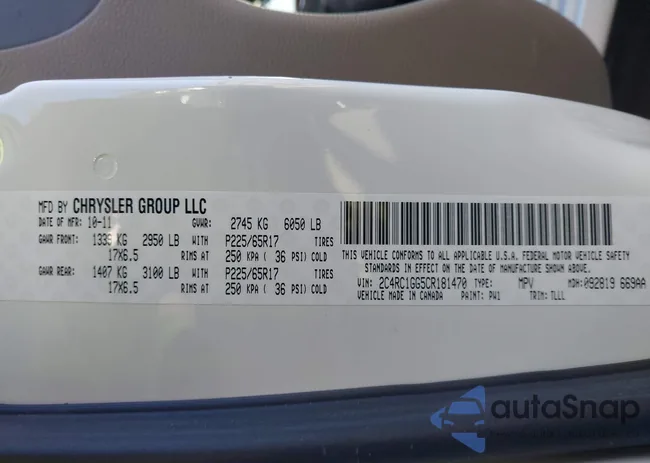 MFD BY CHRYSLER GROUP LLC
DATE OF MFR: 10-11 GVWR: 2745 KG 6050 LB
GAWR FRONT: 1339 KG 2950 LB WITH P225/65R17 TIRES
17X6.5 RIMS AT 250 KPA ( 36 PSI) COLD
GAWR REAR: 1407 KG 3100 LB WITH P225/65R17 TIRES
17X6.5 RIMS AT 250 KPA ( 36 PSI) COLD
THIS VEHICLE CONFORMS TO ALL APPLICABLE U.S.A. FEDERAL MOTOR VEHICLE SAFETY
STANDARDS IN EFFECT ON THE DATE OF MANUFACTURE SHOWN ABOVE.
VIN: 2C4RC1GG5CR181470 TYPE: MPV MDH: 092819 669AA
VEHICLE MADE IN CANADA PAINT: PW1 TRIM: TLLL
autoSnap